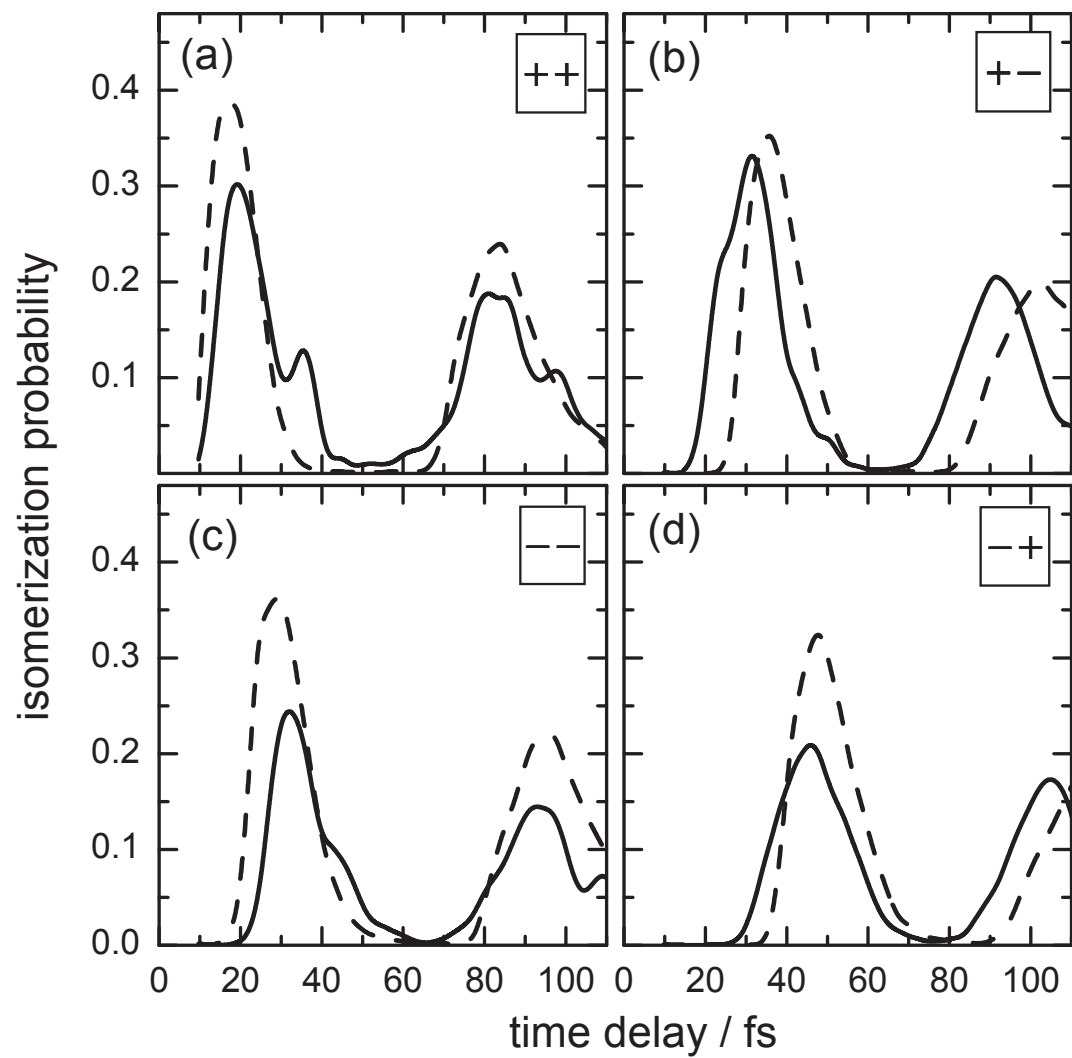 (a)
++
(b)
+−
0.4
0.3
0.2
0.1
(c)
−−
(d)
−+
0.4
0.3
0.2
0.1
0.0
isomerization probability
0 20 40 60 80 100 0 20 40 60 80 100
time delay / fs